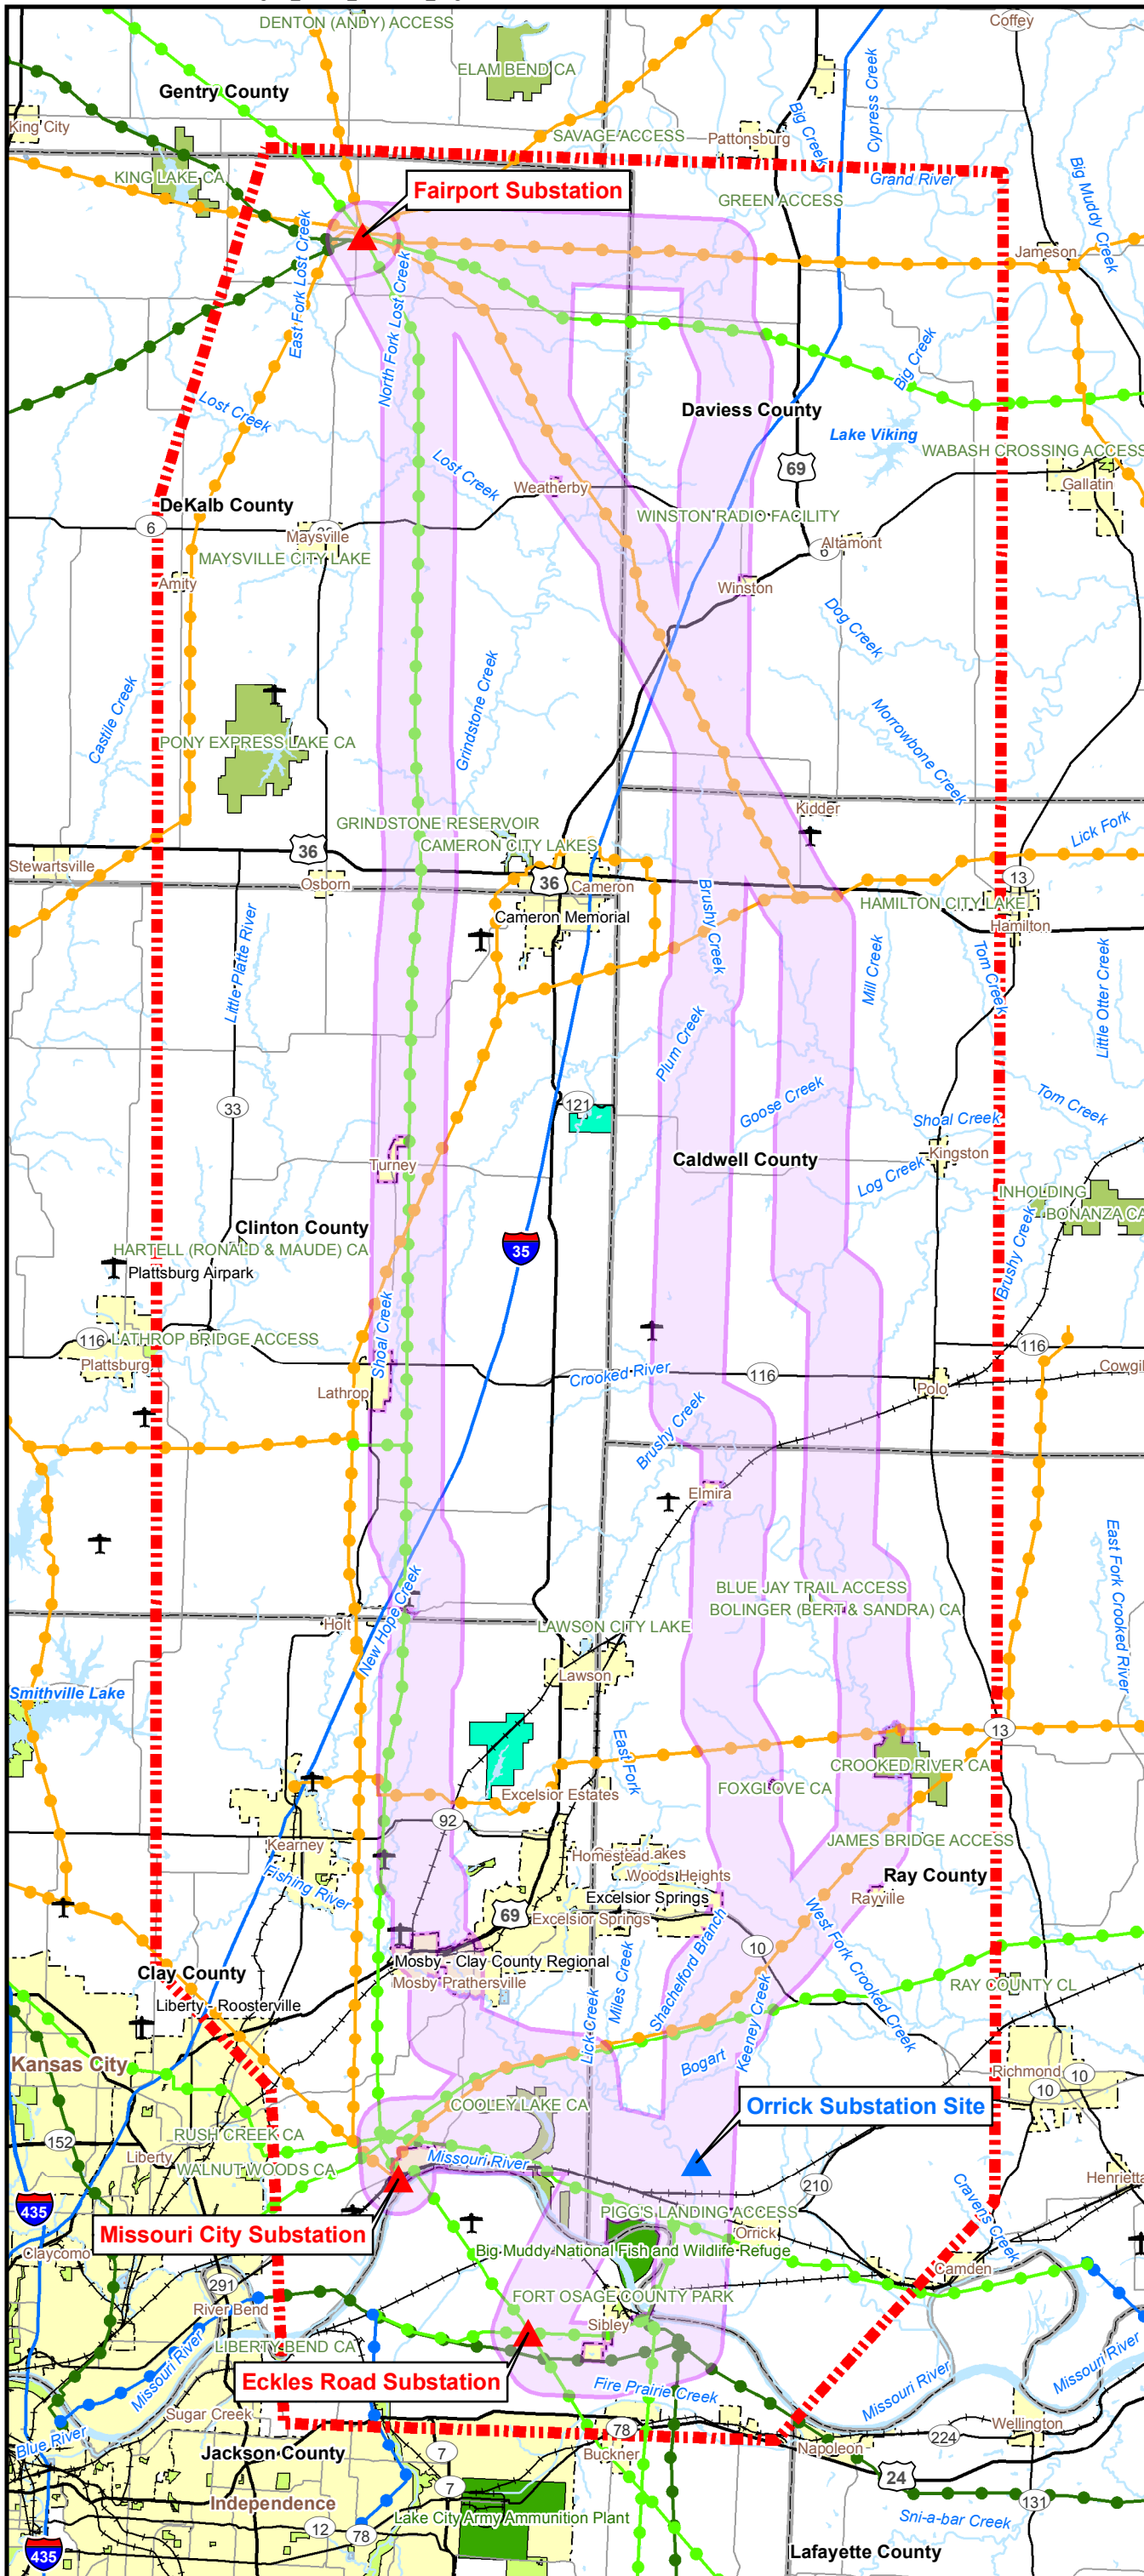 DENTON (ANDY) ACCESS
Coffey
ELAM BEND CA
Gentry County
Cypress Creek
Big Creek
King City
SAVAGE ACCESS
Pattonsburg
KING LAKE CA
Grand River
Big Muddy Creek
Fairport Substation
GREEN ACCESS
East Fork Lost Creek
North Fork Lost Creek
Jameson
Big Creek
Lost Creek
Daviess County
Lake Viking
WABASH CROSSING ACCESS
Lost Creek
69
Weatherby
Gallatin
DeKalb County
WINSTON RADIO FACILITY
6
Maysville
Altamont
6
MAYSVILLE CITY LAKE
Amity
Winston
Dog Creek
Castile Creek
Grindstone Creek
Morrowbone Creek
PONY EXPRESS LAKE CA
Kidder
GRINDSTONE RESERVOIR
Lick Fork
CAMERON CITY LAKES
36
Stewartsville
13
Osborn
36
Cameron
HAMILTON CITY LAKE
Cameron Memorial
Hamilton
Brushy Creek
Little Platte River
Mill Creek
Tom Creek
Little Otter Creek
Plum Creek
33
121
Goose Creek
Shoal Creek
Tom Creek
Turney
Caldwell County
Kingston
Log Creek
INHOLDING
Clinton County
BONANZA CA
35
HARTELL (RONALD & MAUDE) CA
Brushy Creek
Plattsburg Airpark
Shoal Creek
116
LATHROP BRIDGE ACCESS
116
Plattsburg
Crooked River
116
Cowgil
Lathrop
Polo
Brushy Creek
Elmira
East Fork Crooked River
New Hope Creek
BLUE JAY TRAIL ACCESS
BOLINGER (BERT & SANDRA) CA
Holt
LAWSON CITY LAKE
Lawson
Smithville Lake
13
East Fork
CROOKED RIVER CA
Excelsior Estates
FOXGLOVE CA
92
Kearney
JAMES BRIDGE ACCESS
Homestead
akes
Woods Heights
Ray County
Fishing River
Excelsior Springs
Rayville
69
Excelsior Springs
West Fork Crooked Creek
10
Mosby - Clay County Regional
Miles Creek
Shackelford Branch
Clay County
Mosby
Prathersville
Keeney Creek
RAY COUNTY CL
Liberty - Roosterville
Lick Creek
Kansas City
Bogart
Richmond
10
10
COOLEY LAKE CA
Orrick Substation Site
RUSH CREEK CA
152
Liberty
Missouri River
WALNUT WOODS CA
Henrietta
210
Cravens Creek
435
PIGG'S LANDING ACCESS
Missouri City Substation
Orrick
Claycomo
Big Muddy National Fish and Wildlife Refuge
Camden
291
FORT OSAGE COUNTY PARK
River Bend
Sibley
LIBERTY BEND CA
Missouri River
Eckles Road Substation
Fire Prairie Creek
Missouri River
Missouri River
Sugar Creek
Blue River
78
Wellington
224
Jackson County
7
Buckner
Napoleon
24
7
Independence
131
Lake City Army Ammunition Plant
Sni-a-bar Creek
12
78
435
Lafayette County